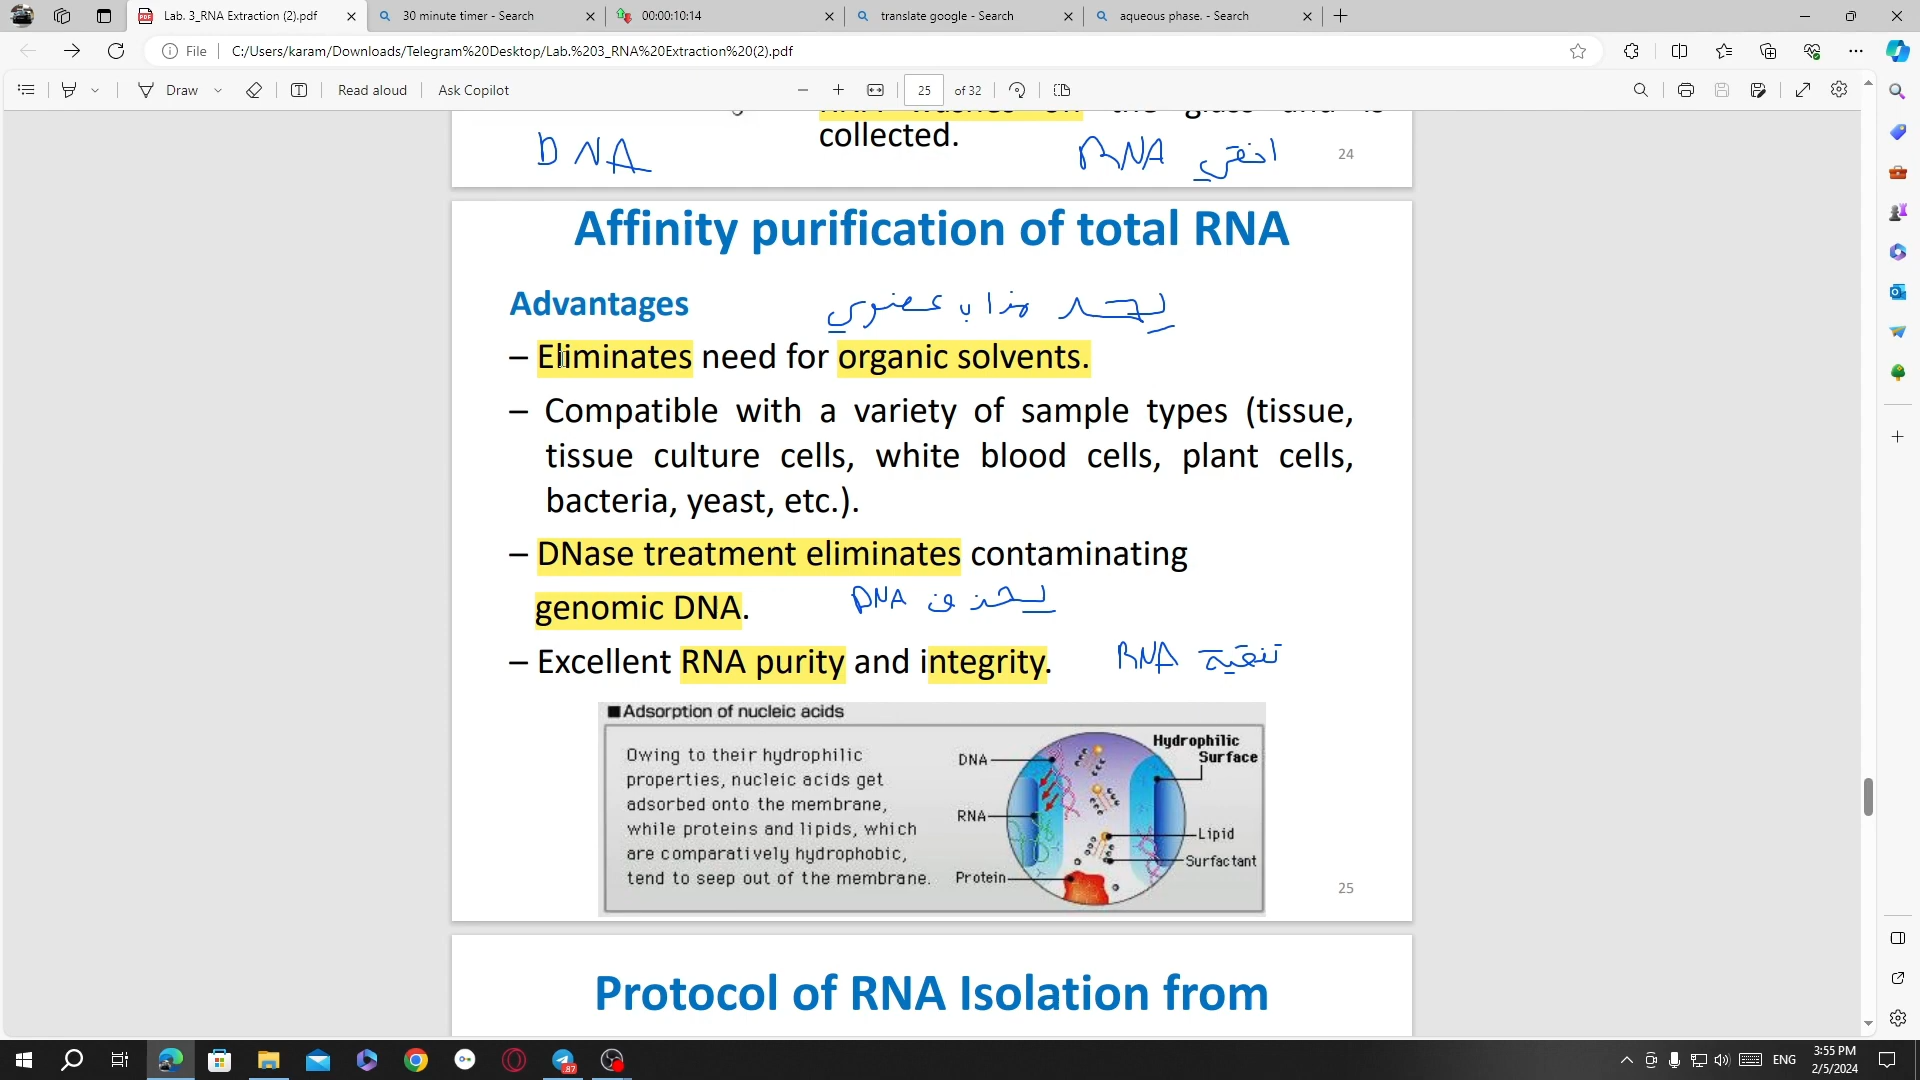 Lab. 3_RNA Extraction (2).pdf
30 minute timer - Search
00:00:10:14
translate google - Search
aqueous phase. - Search
File
C:/Users/karam/Downloads/Telegram%20Desktop/Lab.%203_RNA%20Extraction%20(2).pdf
Draw
Read aloud
Ask Copilot
25
of 32
the
and is
collected.
DNA
RNA
24
Affinity purification of total RNA
Advantages
مذاب عضوي
– Eliminates need for organic solvents.
– Compatible with a variety of sample types (tissue,
tissue culture cells, white blood cells, plant cells,
bacteria, yeast, etc.).
– DNase treatment eliminates contaminating
genomic DNA.
DNA
– Excellent RNA purity and integrity.
تنقية RNA
■Adsorption of nucleic acids
Owing to their hydrophilic
properties, nucleic acids get
adsorbed onto the membrane,
while proteins and lipids, which
are comparatively hydrophobic,
tend to seep out of the membrane.
DNA
RNA
Protein
Hydrophilic
Surface
Lipid
Surfactant
25
Protocol of RNA Isolation from
87
ENG
3:55 PM
2/5/2024